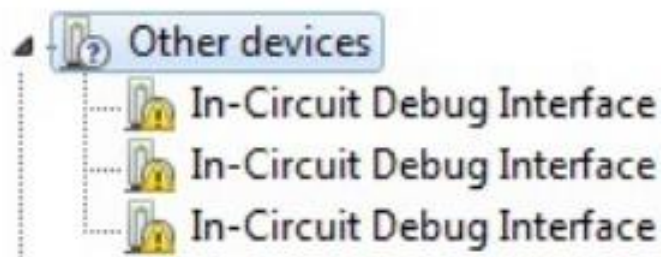 Other devices
In-Circuit Debug Interface
In-Circuit Debug Interface
In-Circuit Debug Interface